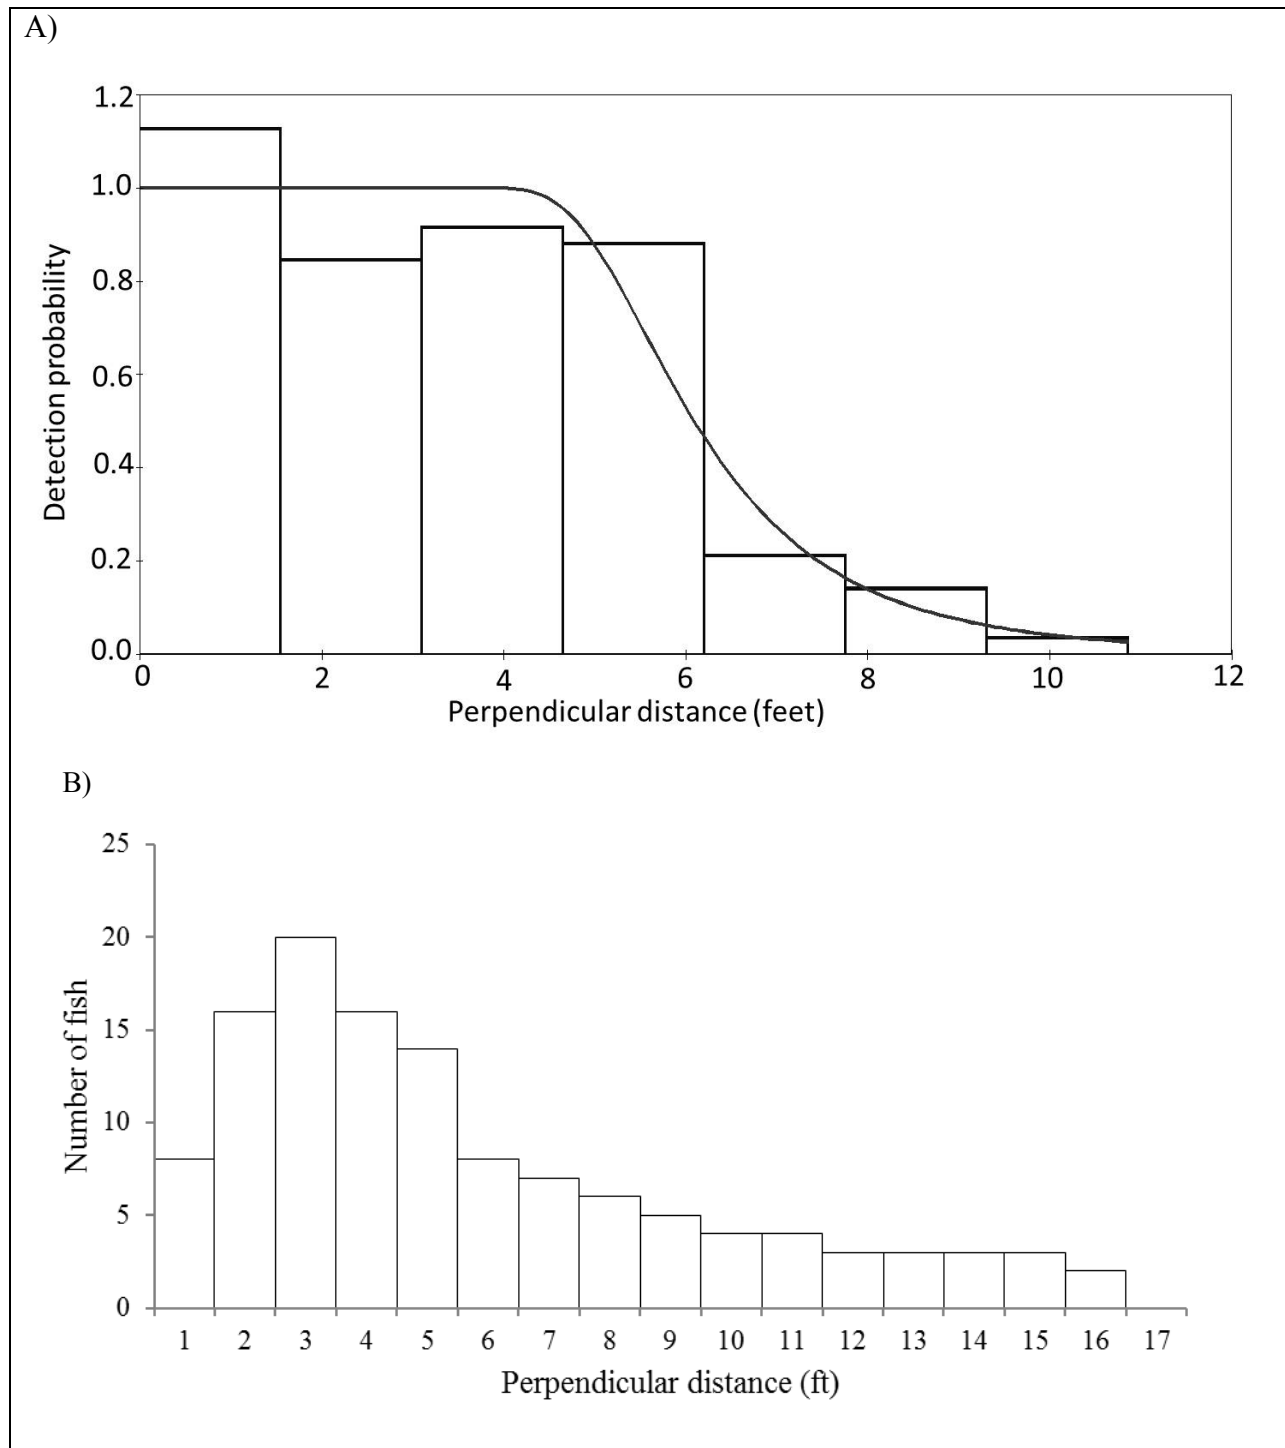 A)
1.2
1.0
0.8
0.6
0.4
0.2
0.0
Detection probability
0 2 4 6 8 10 12
Perpendicular distance (feet)
B)
25
20
15
10
5
0
Number of fish
1 2 3 4 5 6 7 8 9 10 11 12 13 14 15 16 17
Perpendicular distance (ft)